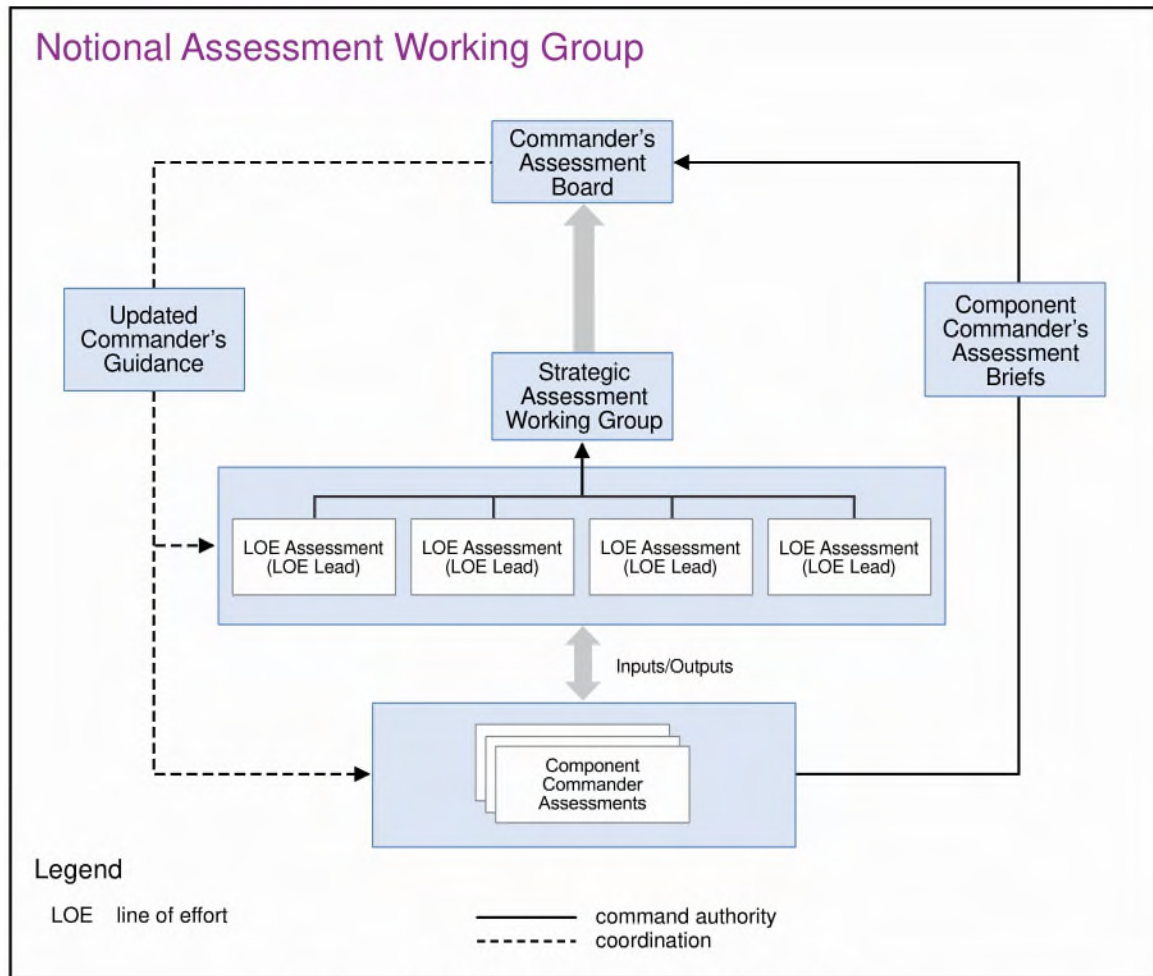 Notional Assessment Working Group
Commander's
Assessment
Board
Updated
Commander's
Guidance
Component
Commander's
Assessment
Briefs
Strategic
Assessment
Working Group
LOE Assessment
(LOE Lead)
LOE Assessment
(LOE Lead)
LOE Assessment
(LOE Lead)
LOE Assessment
(LOE Lead)
Inputs/Outputs
Component
Commander
Assessments
Legend
LOE line of effort
command authority
coordination